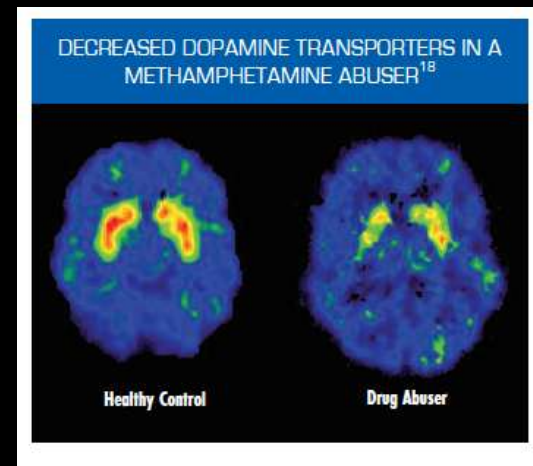 DECREASED DOPAMINE TRANSPORTERS IN A
METHAMPHETAMINE ABUSER18
Healthy Control
Drug Abuser